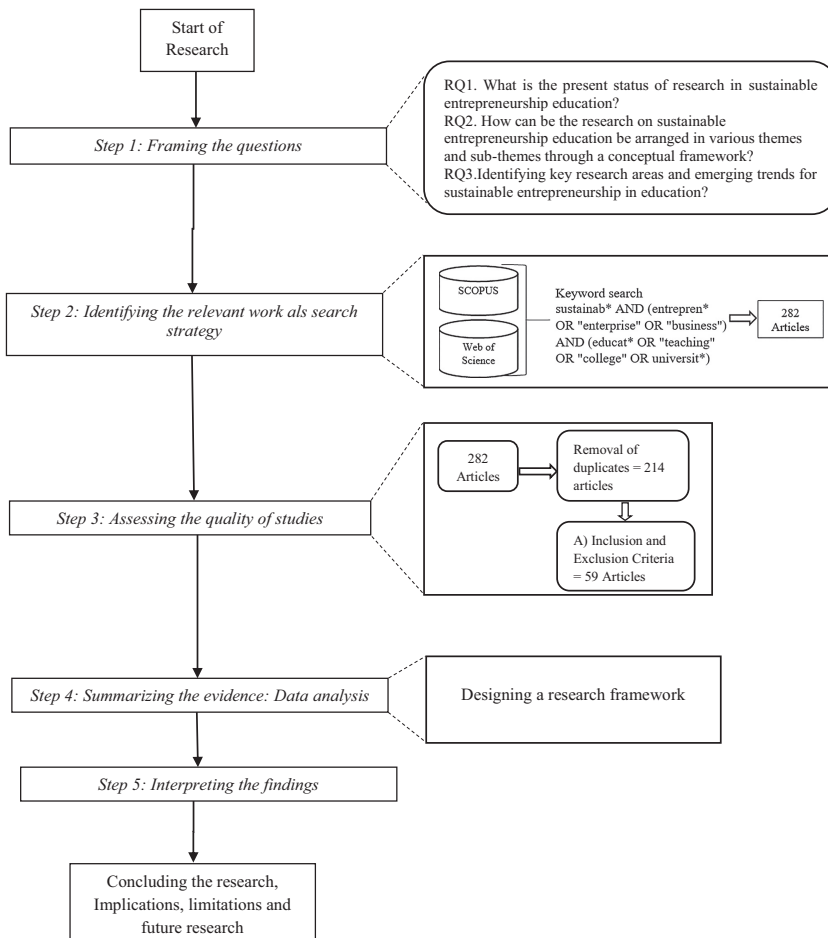 Start of
Research
RQ1. What is the present status of research in sustainable
entrepreneurship education?
RQ2. How can be the research on sustainable
entrepreneurship education be arranged in various themes
and sub-themes through a conceptual framework?
RQ3.Identifying key research areas and emerging trends for
sustainable entrepreneurship in education?
Step 1: Framing the questions
Step 2: Identifying the relevant work als search
strategy
SCOPUS
Web of
Science
Keyword search
sustainab* AND (entrepren*
OR "enterprise" OR "business")
AND (educat* OR "teaching"
OR "college" OR universit*)
282
Articles
Step 3: Assessing the quality of studies
282
Articles
Removal of
duplicates = 214
articles
A) Inclusion and
Exclusion Criteria
= 59 Articles
Step 4: Summarizing the evidence: Data analysis
Designing a research framework
Step 5: Interpreting the findings
Concluding the research,
Implications, limitations and
future research